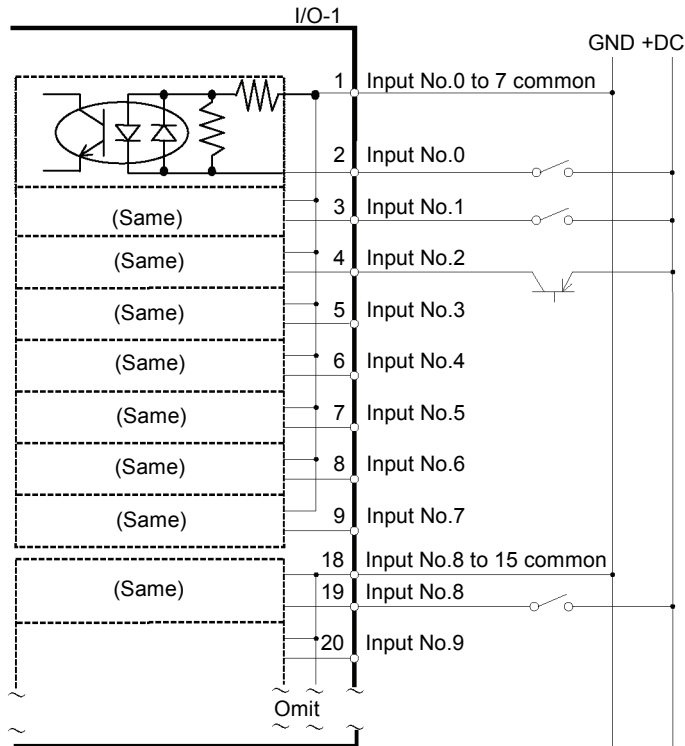 I/O-1
GND +DC
1 Input No.0 to 7 common
2 Input No.0
(Same) 3 Input No.1
(Same) 4 Input No.2
(Same) 5 Input No.3
(Same) 6 Input No.4
(Same) 7 Input No.5
(Same) 8 Input No.6
(Same) 9 Input No.7
18 Input No.8 to 15 common
(Same) 19 Input No.8
20 Input No.9
Omit